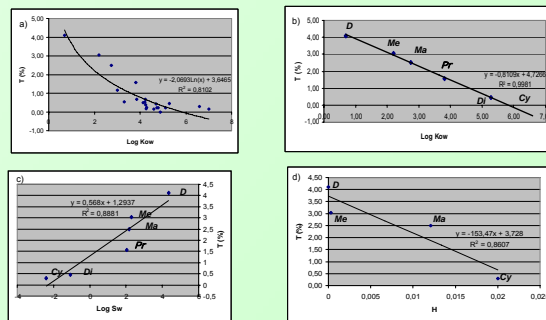 a)
T (%)
5,00
4,00
3,00
2,00
1,00
0,00
-1,00
0
2
4
6
8
y = -2,0693Ln(x) + 3,6465
R² = 0,8102
Log Kow
b)
T (%)
5,00
4,00
3,00
2,00
1,00
0,00
-1,00
D
Me
Ma
Pr
Di
Cy
y = -0,8109x + 4,7266
R² = 0,9981
0,00 1,00 2,00 3,00 4,00 5,00 6,00 7,00
Log Kow
c)
y = 0,568x + 1,2937
R² = 0,8881
D
Me
Ma
Pr
Cy
Di
4,5
4
3,5
3
2,5
2
1,5
1
0,5
0
-0,5
T (%)
-4 -2 0 2 4 6
Log Sw
d)
T (%)
4,50
4,00
3,50
3,00
2,50
2,00
1,50
1,00
0,50
0,00
D
Me
Ma
Cy
y = -153,47x + 3,728
R² = 0,8607
0 0,005 0,01 0,015 0,02 0,02
H